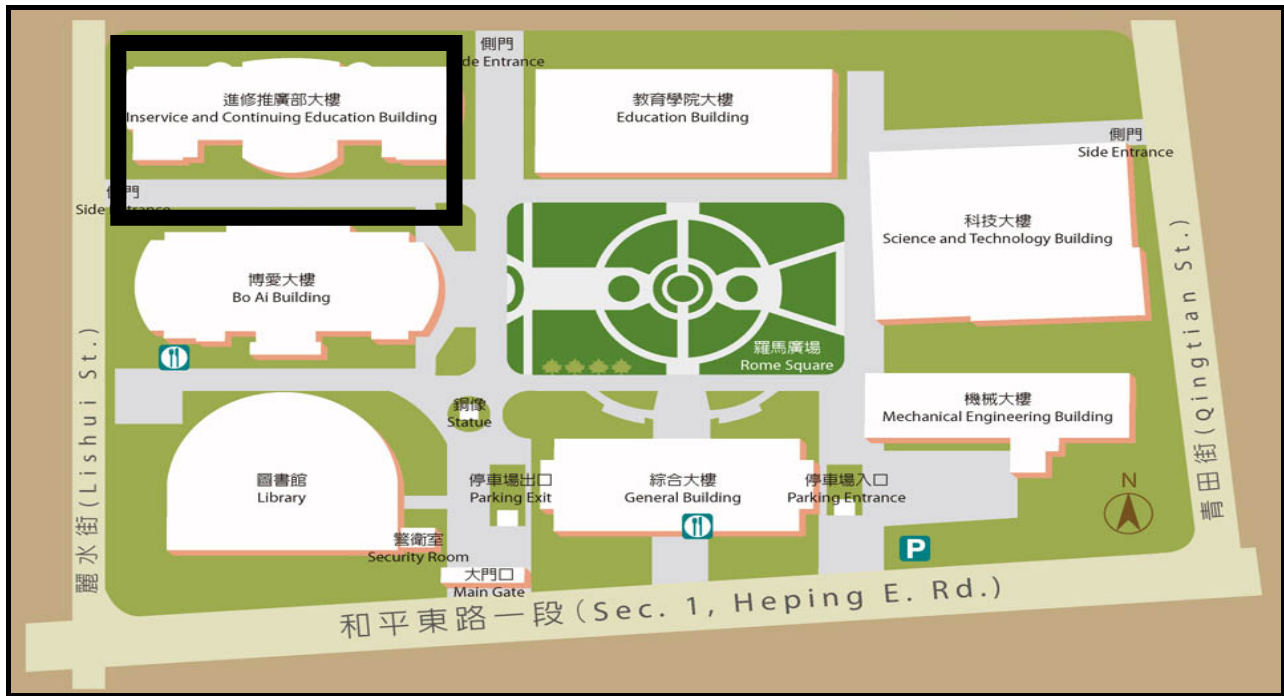 側門
de Entrance
進修推廣部大樓
Inservice and Continuing Education Building
教育學院大樓
Education Building
側門
Side Entrance
側門
Side Entrance
科技大樓
Science and Technology Building
博愛大樓
Bo Ai Building
羅馬廣場
Rome Square
銅像
Statue
機械大樓
Mechanical Engineering Building
圖書館
Library
停車場出口
Parking Exit
綜合大樓
General Building
停車場入口
Parking Entrance
N
警衛室
Security Room
P
大門口
Main Gate
麗水街(Lishui St.)
青田街(Qingtian St.)
和平東路一段(Sec. 1, Heping E. Rd.)